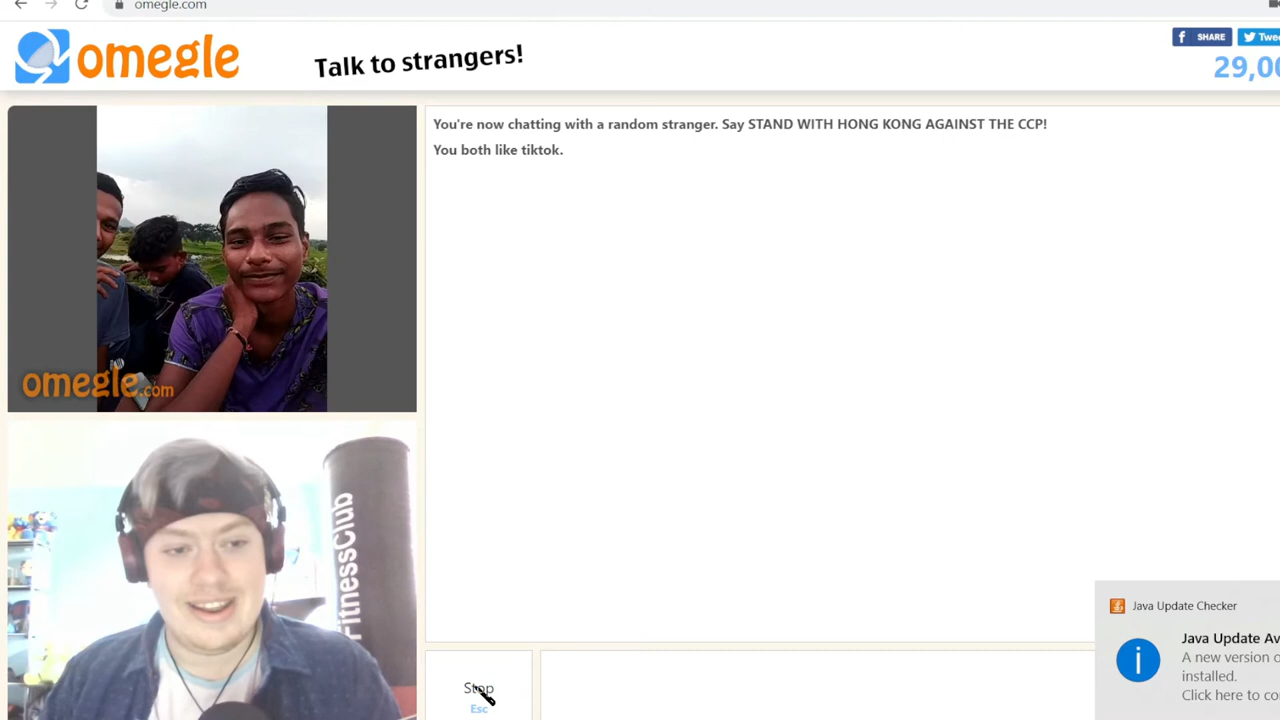 omegle.com
omegle
Talk to strangers!
SHARE
Twee
29,00
omegle.com
You're now chatting with a random stranger. Say STAND WITH HONG KONG AGAINST THE CCP!
You both like tiktok.
FitnessClub
Java Update Checker
Java Update Av
A new version o
installed.
Click here to co
Stop
Esc